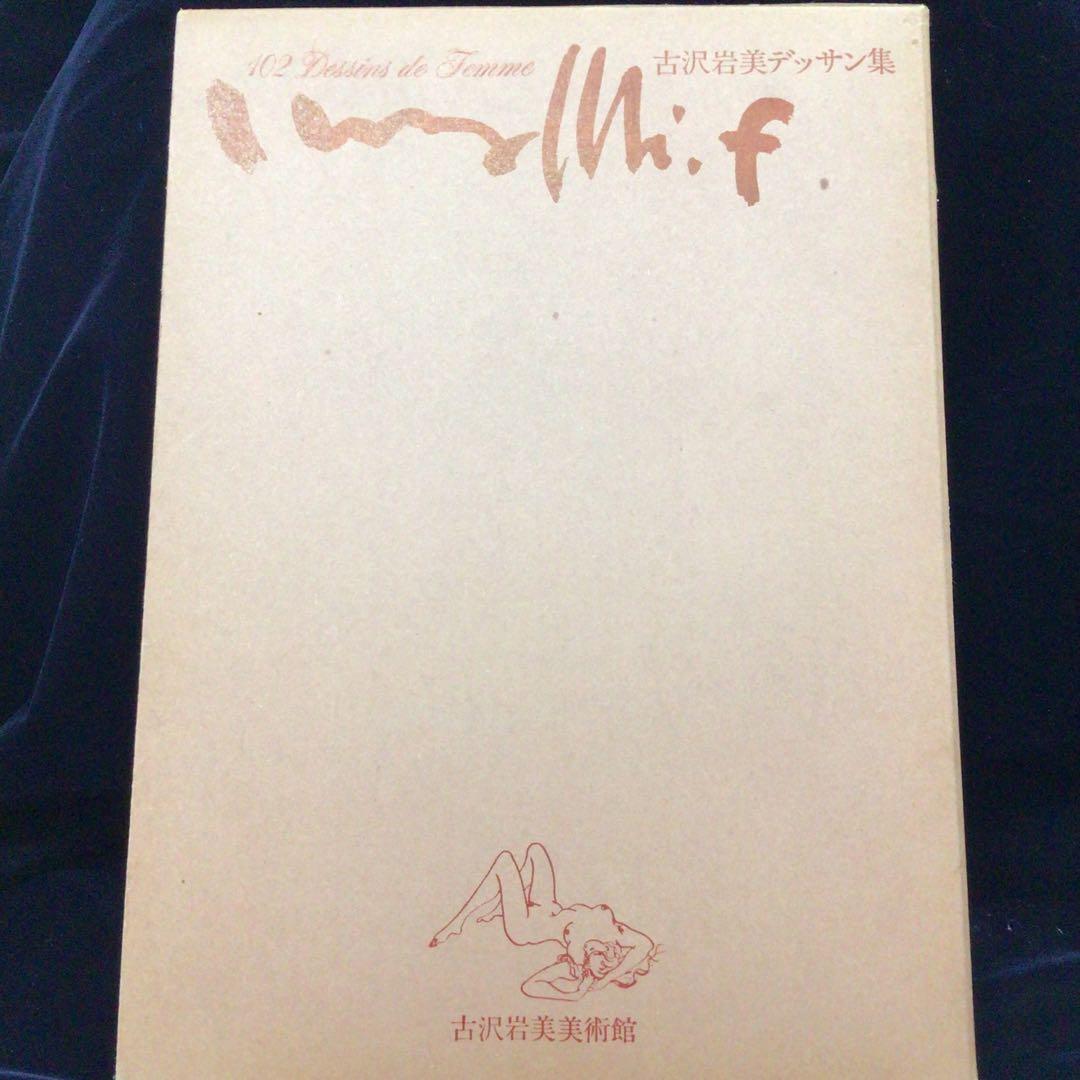 102 Dessins de Femme
古沢岩美デッサン集
Iwami.f
古沢岩美美術館